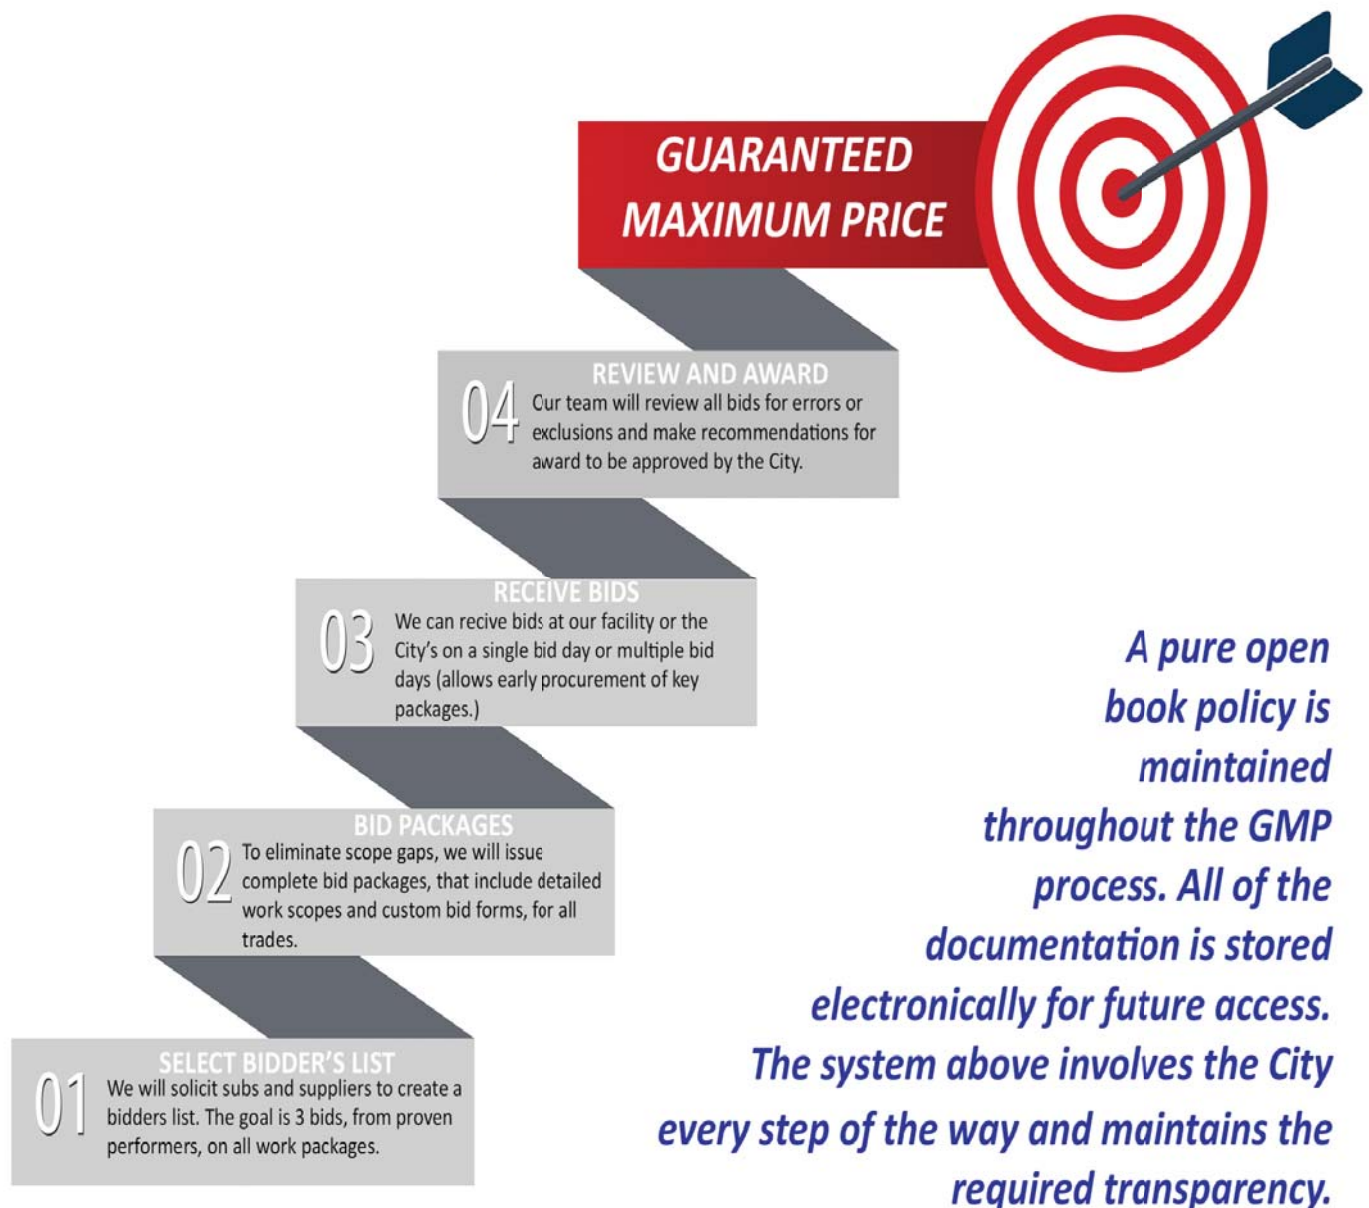 GUARANTEED
MAXIMUM PRICE
04
REVIEW AND AWARD
Our team will review all bids for errors or
exclusions and make recommendations for
award to be approved by the City.
03
RECEIVE BIDS
We can recive bids at our facility or the
City's on a single bid day or multiple bid
days (allows early procurement of key
packages.)
02
BID PACKAGES
To eliminate scope gaps, we will issue
complete bid packages, that include detailed
work scopes and custom bid forms, for all
trades.
01
SELECT BIDDER'S LIST
We will solicit subs and suppliers to create a
bidders list. The goal is 3 bids, from proven
performers, on all work packages.
A pure open
book policy is
maintained
throughout the GMP
process. All of the
documentation is stored
electronically for future access.
The system above involves the City
every step of the way and maintains the
required transparency.